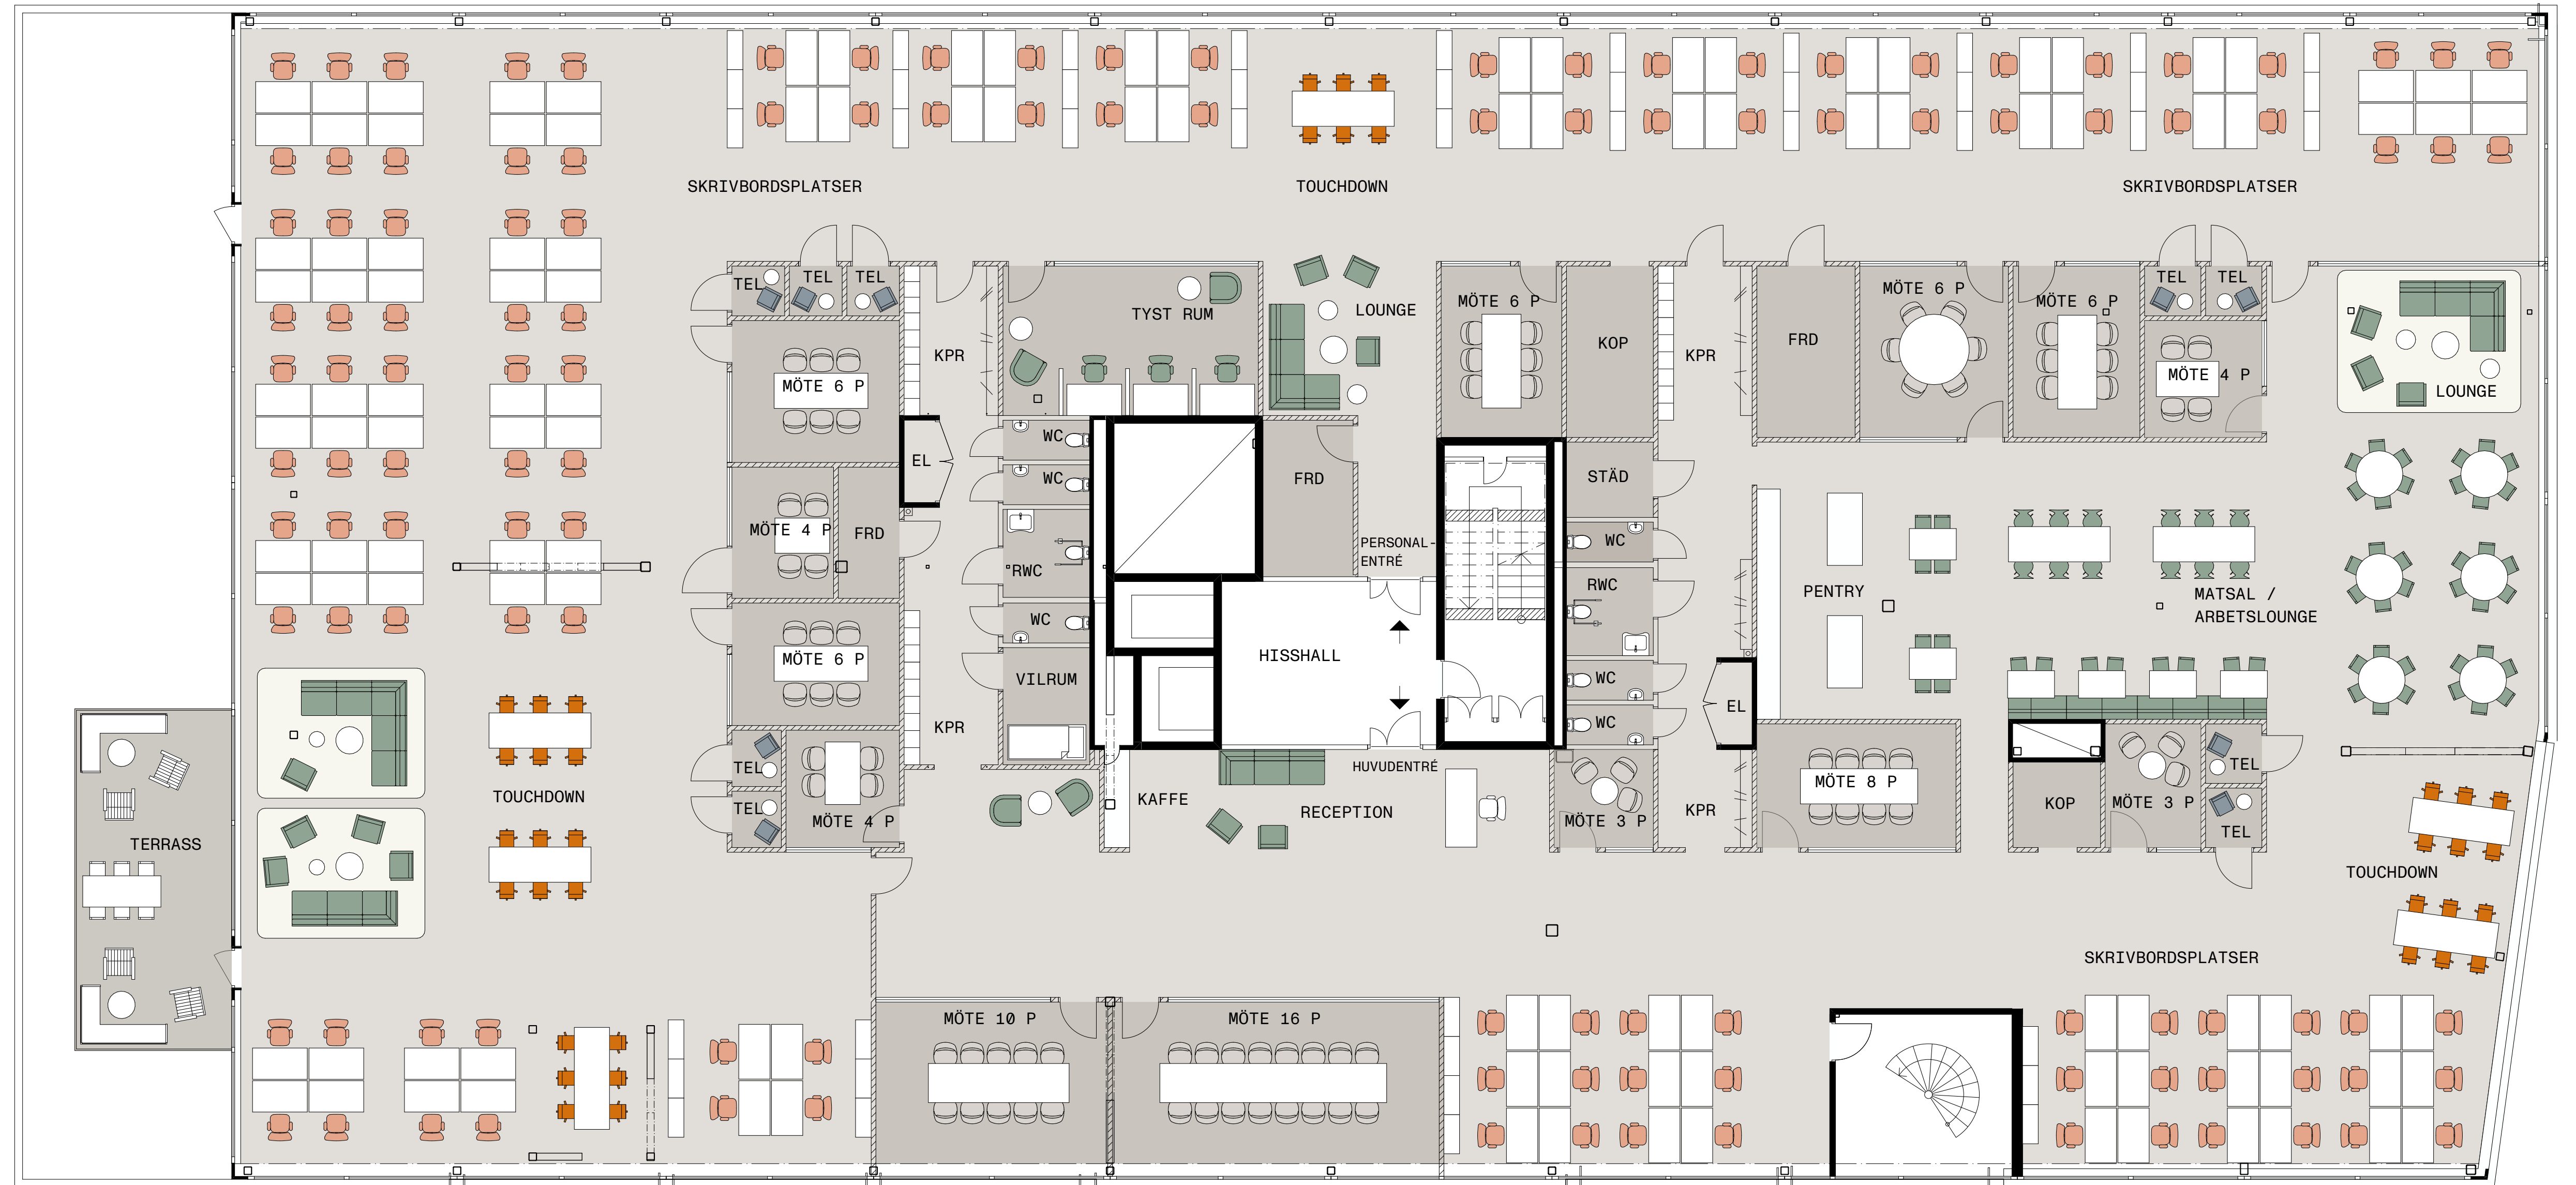 SKRIVBORDSPLATSER
TOUCHDOWN
SKRIVBORDSPLATSER
TEL
TEL
TEL
TYST RUM
LOUNGE
MÖTE 6 P
KOP
KPR
FRD
MÖTE 6 P
MÖTE 6 P
TEL
TEL
KPR
MÖTE 6 P
MÖTE 4 P
LOUNGE
WC
EL
WC
FRD
STÄD
MÖTE 4 P
FRD
RWC
PERSONAL-
ENTRÉ
WC
RWC
PENTRY
MATSAL /
ARBETSLOUNGE
WC
MÖTE 6 P
HISSHALL
VILRUM
WC
EL
WC
KPR
TEL
HUVUDENTRÉ
TEL
MÖTE 8 P
TOUCHDOWN
KAFFE
RECEPTION
TEL
MÖTE 4 P
MÖTE 3 P
KPR
KOP
MÖTE 3 P
TEL
TERRASS
TOUCHDOWN
SKRIVBORDSPLATSER
MÖTE 10 P
MÖTE 16 P